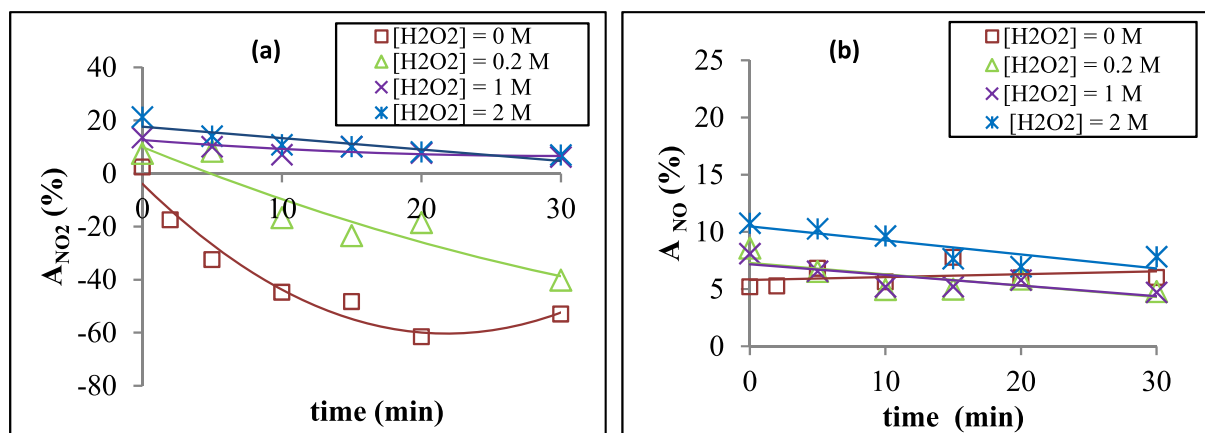 (a)
[H2O2] = 0 M
[H2O2] = 0.2 M
[H2O2] = 1 M
[H2O2] = 2 M
40
20
0
-20
-40
-60
-80
0
10
20
30
A NO2 (%)
time (min)
(b)
[H2O2] = 0 M
[H2O2] = 0.2 M
[H2O2] = 1 M
[H2O2] = 2 M
25
20
15
10
5
0
0
10
20
30
A NO (%)
time (min)